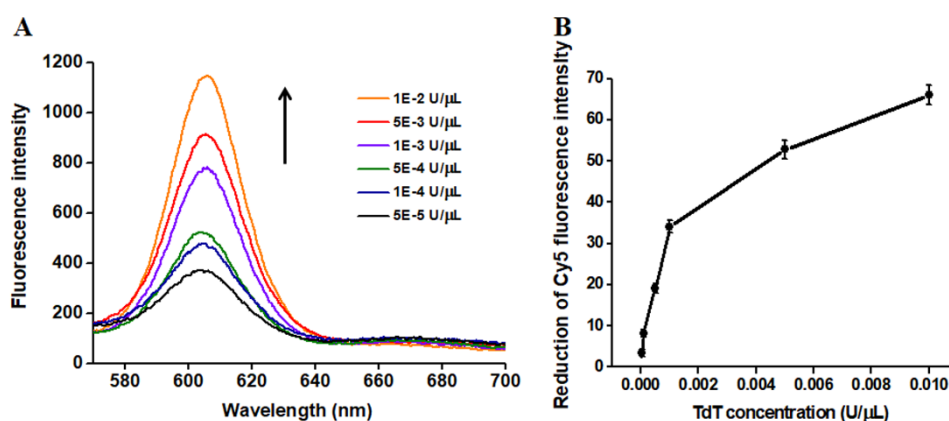 A
Fluorescence intensity
1200
1000
800
600
400
200
0
580
600
620
640
660
680
700
Wavelength (nm)
1E-2 U/μL
5E-3 U/μL
1E-3 U/μL
5E-4 U/μL
1E-4 U/μL
5E-5 U/μL
B
Reduction of Cy5 fluorescence intensity
70
60
50
40
30
20
10
0
0.000
0.002
0.004
0.006
0.008
0.010
TdT concentration (U/μL)